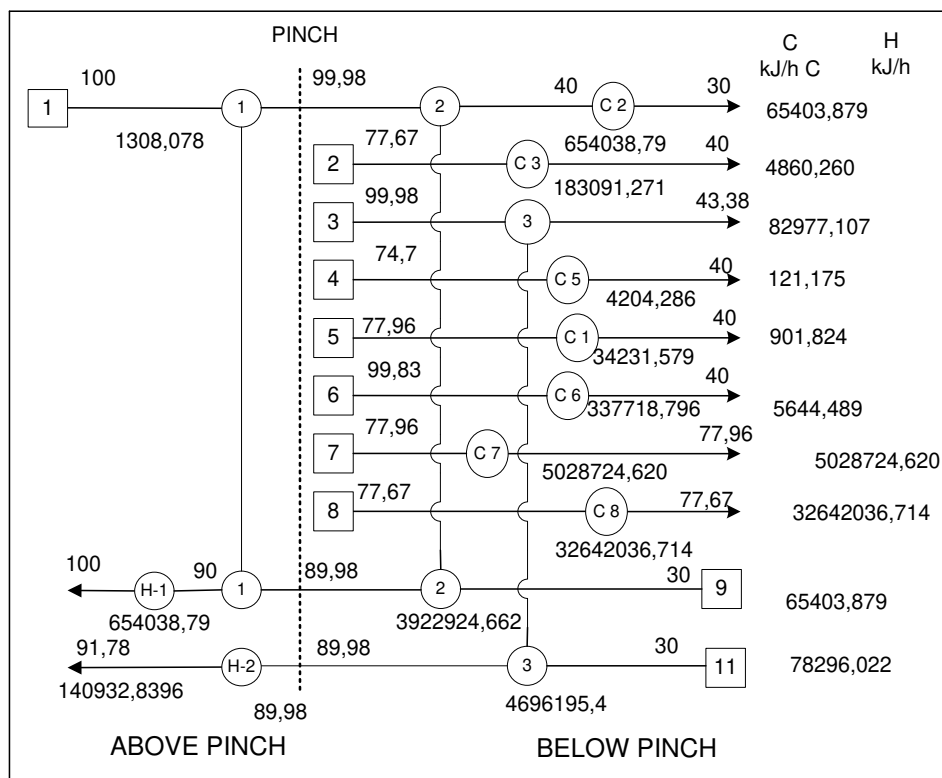 PINCH
C H
kJ/h C kJ/h
100 99,98 40 30
1 1 2 C 2 65403,879
1308,078 654038,79
77,67 40
2 C 3 4860,260
183091,271
99,98 43,38
3 3 82977,107
74,7 40
4 C 5 121,175
4204,286
77,96 40
5 C 1 901,824
34231,579
99,83 40
6 C 6 5644,489
337718,796
77,96 77,96
7 C 7 5028724,620
5028724,620
77,67 77,67
8 C 8 32642036,714
32642036,714
100 90 89,98 30
H-1 1 2 9 65403,879
654038,79 3922924,662
91,78 89,98 30
H-2 3 11 78296,022
140932,8396 4696195,4
89,98
ABOVE PINCH BELOW PINCH